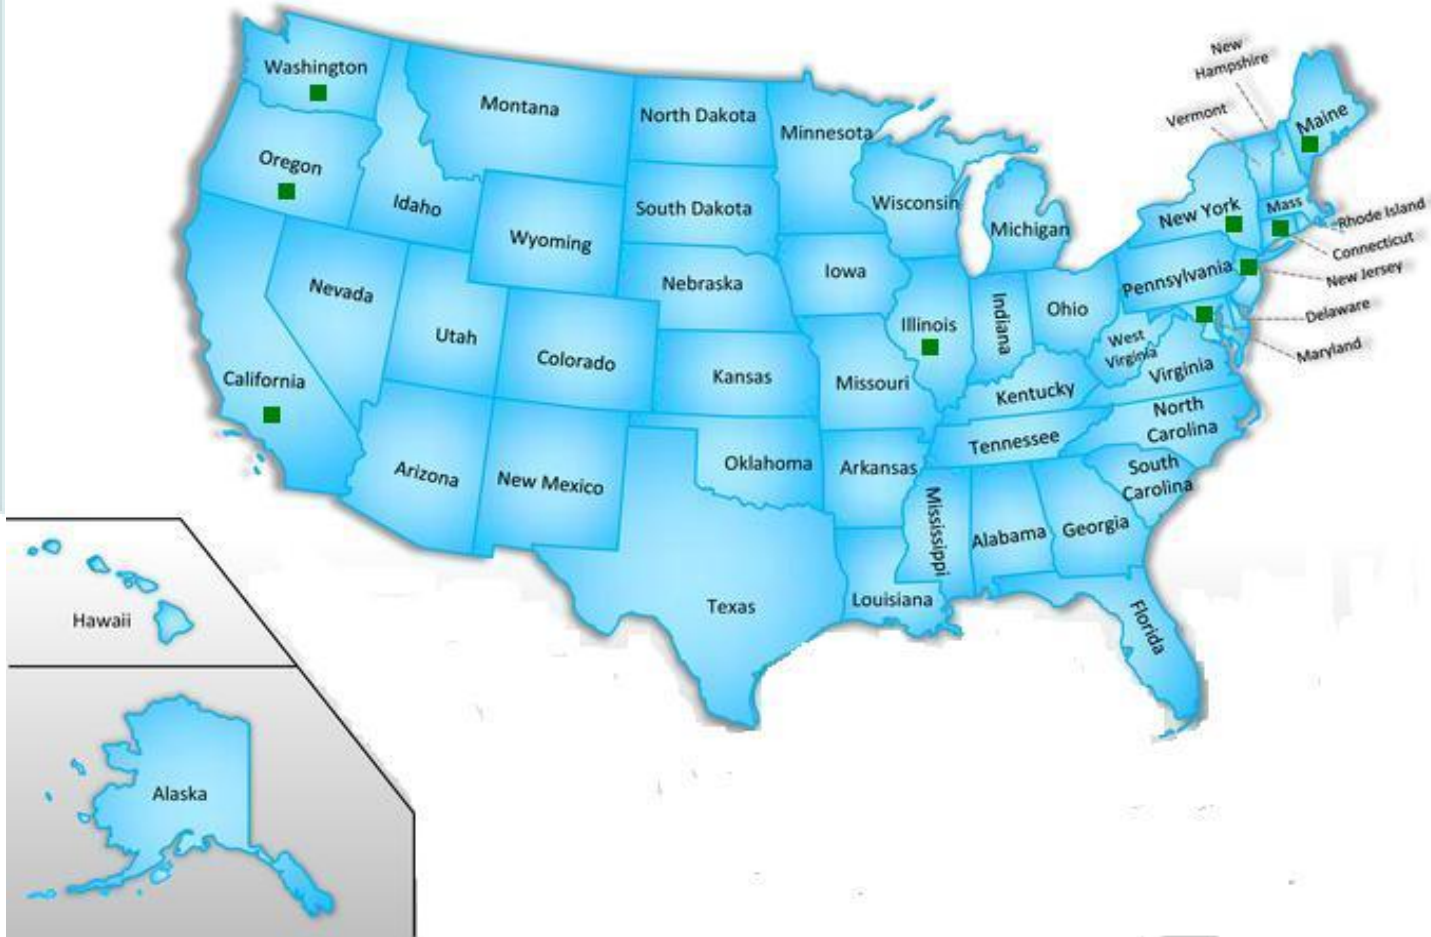 New
Hampshire
Vermont
Maine
Washington
Montana
North Dakota
Minnesota
Oregon
Idaho
South Dakota
Wisconsin
Michigan
New York
Mass
Rhode Island
Connecticut
Wyoming
Nebraska
Iowa
Pennsylvania
New Jersey
Nevada
Utah
Colorado
Illinois
Indiana
Ohio
Delaware
West
Virginia
Maryland
California
Kansas
Missouri
Kentucky
Virginia
Arizona
New Mexico
Oklahoma
Arkansas
Tennessee
North
Carolina
South
Carolina
Mississippi
Alabama
Georgia
Texas
Louisiana
Florida
Hawaii
Alaska